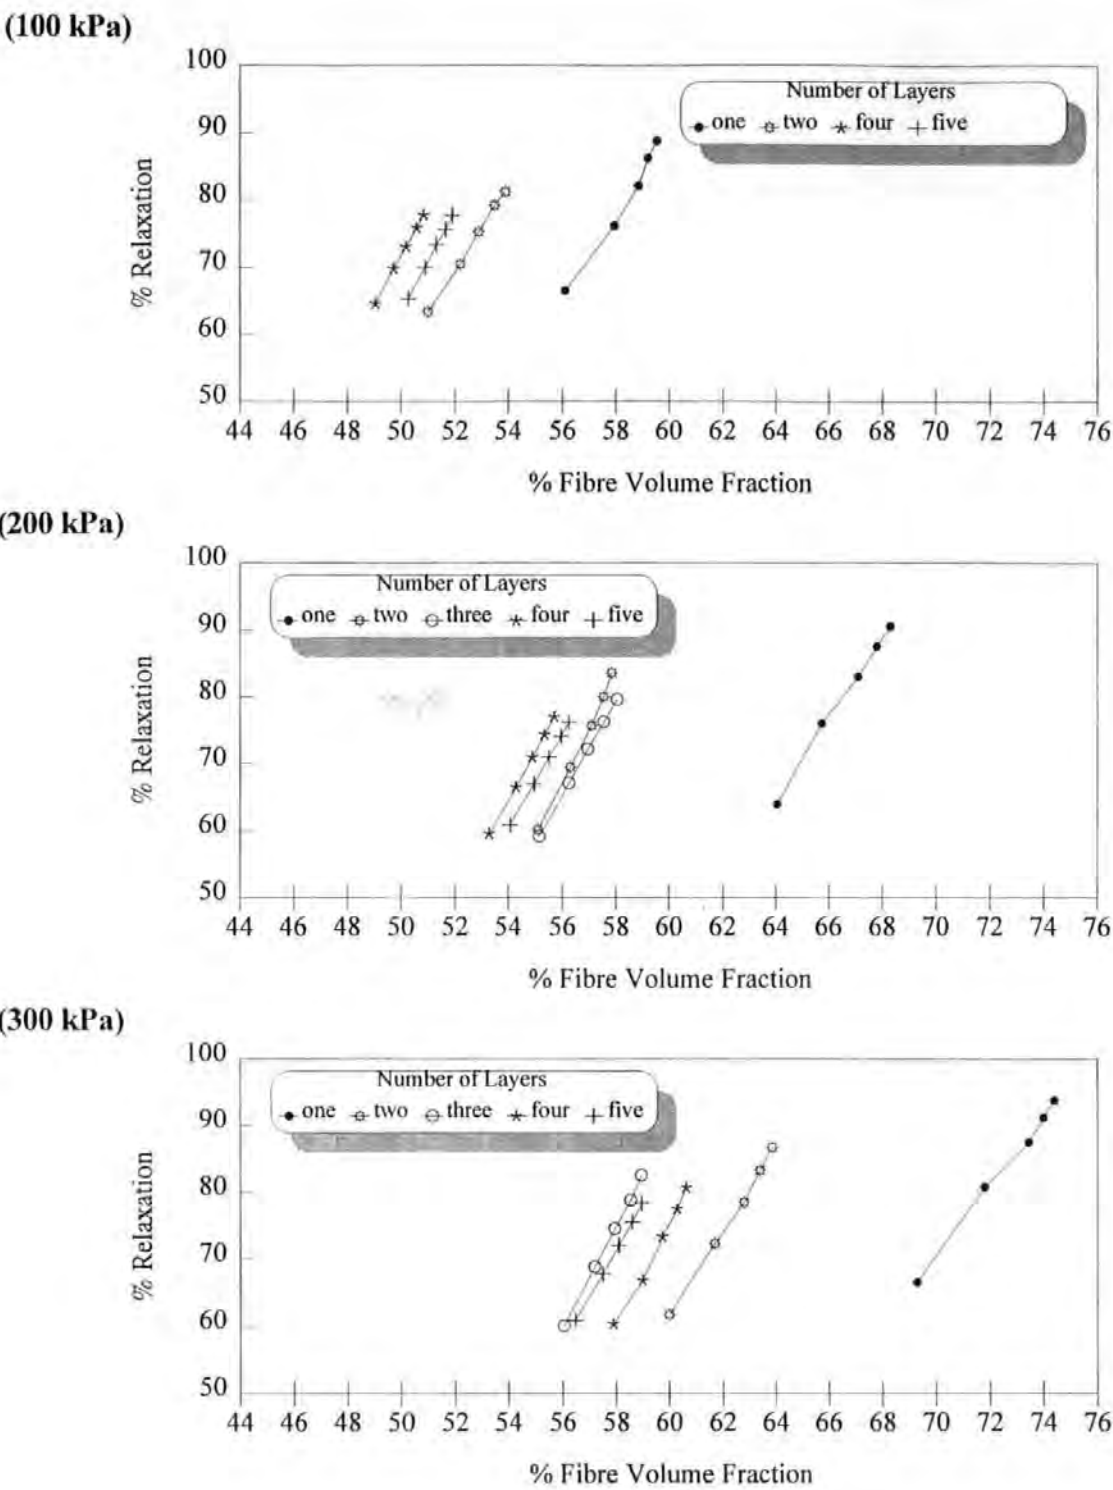 (100 kPa)
100
Number of Layers
one two four five
90
80
70
60
50
% Relaxation
44 46 48 50 52 54 56 58 60 62 64 66 68 70 72 74 76
% Fibre Volume Fraction
(200 kPa)
100
Number of Layers
one two three four five
90
80
70
60
50
% Relaxation
44 46 48 50 52 54 56 58 60 62 64 66 68 70 72 74 76
% Fibre Volume Fraction
(300 kPa)
100
Number of Layers
one two three four five
90
80
70
60
50
% Relaxation
44 46 48 50 52 54 56 58 60 62 64 66 68 70 72 74 76
% Fibre Volume Fraction